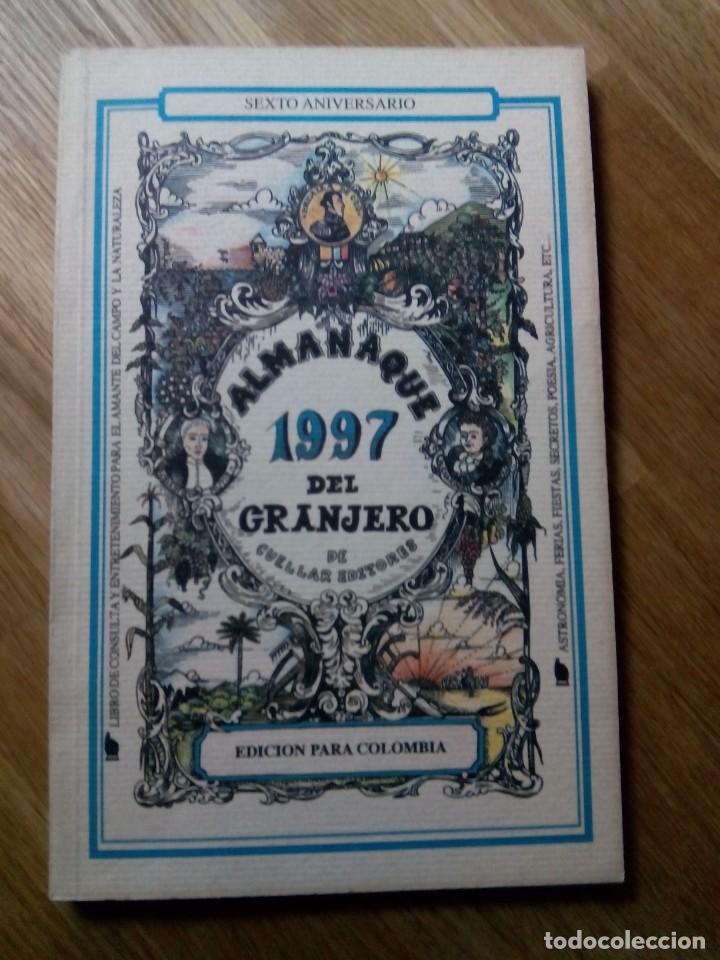 SEXTO ANIVERSARIO
LIBRO DE CONSULTA Y ENTRETENIMIENTO PARA EL AMANTE DEL CAMPO Y LA NATURALEZA
ALMANAQUE
1997
DEL
GRANJERO
DE
CUELLAR EDITORES
ASTRONOMIA, FERIAS, FIESTAS, SECRETOS, POESIA, AGRICULTURA, ETC...
EDICION PARA COLOMBIA
todocoleccion